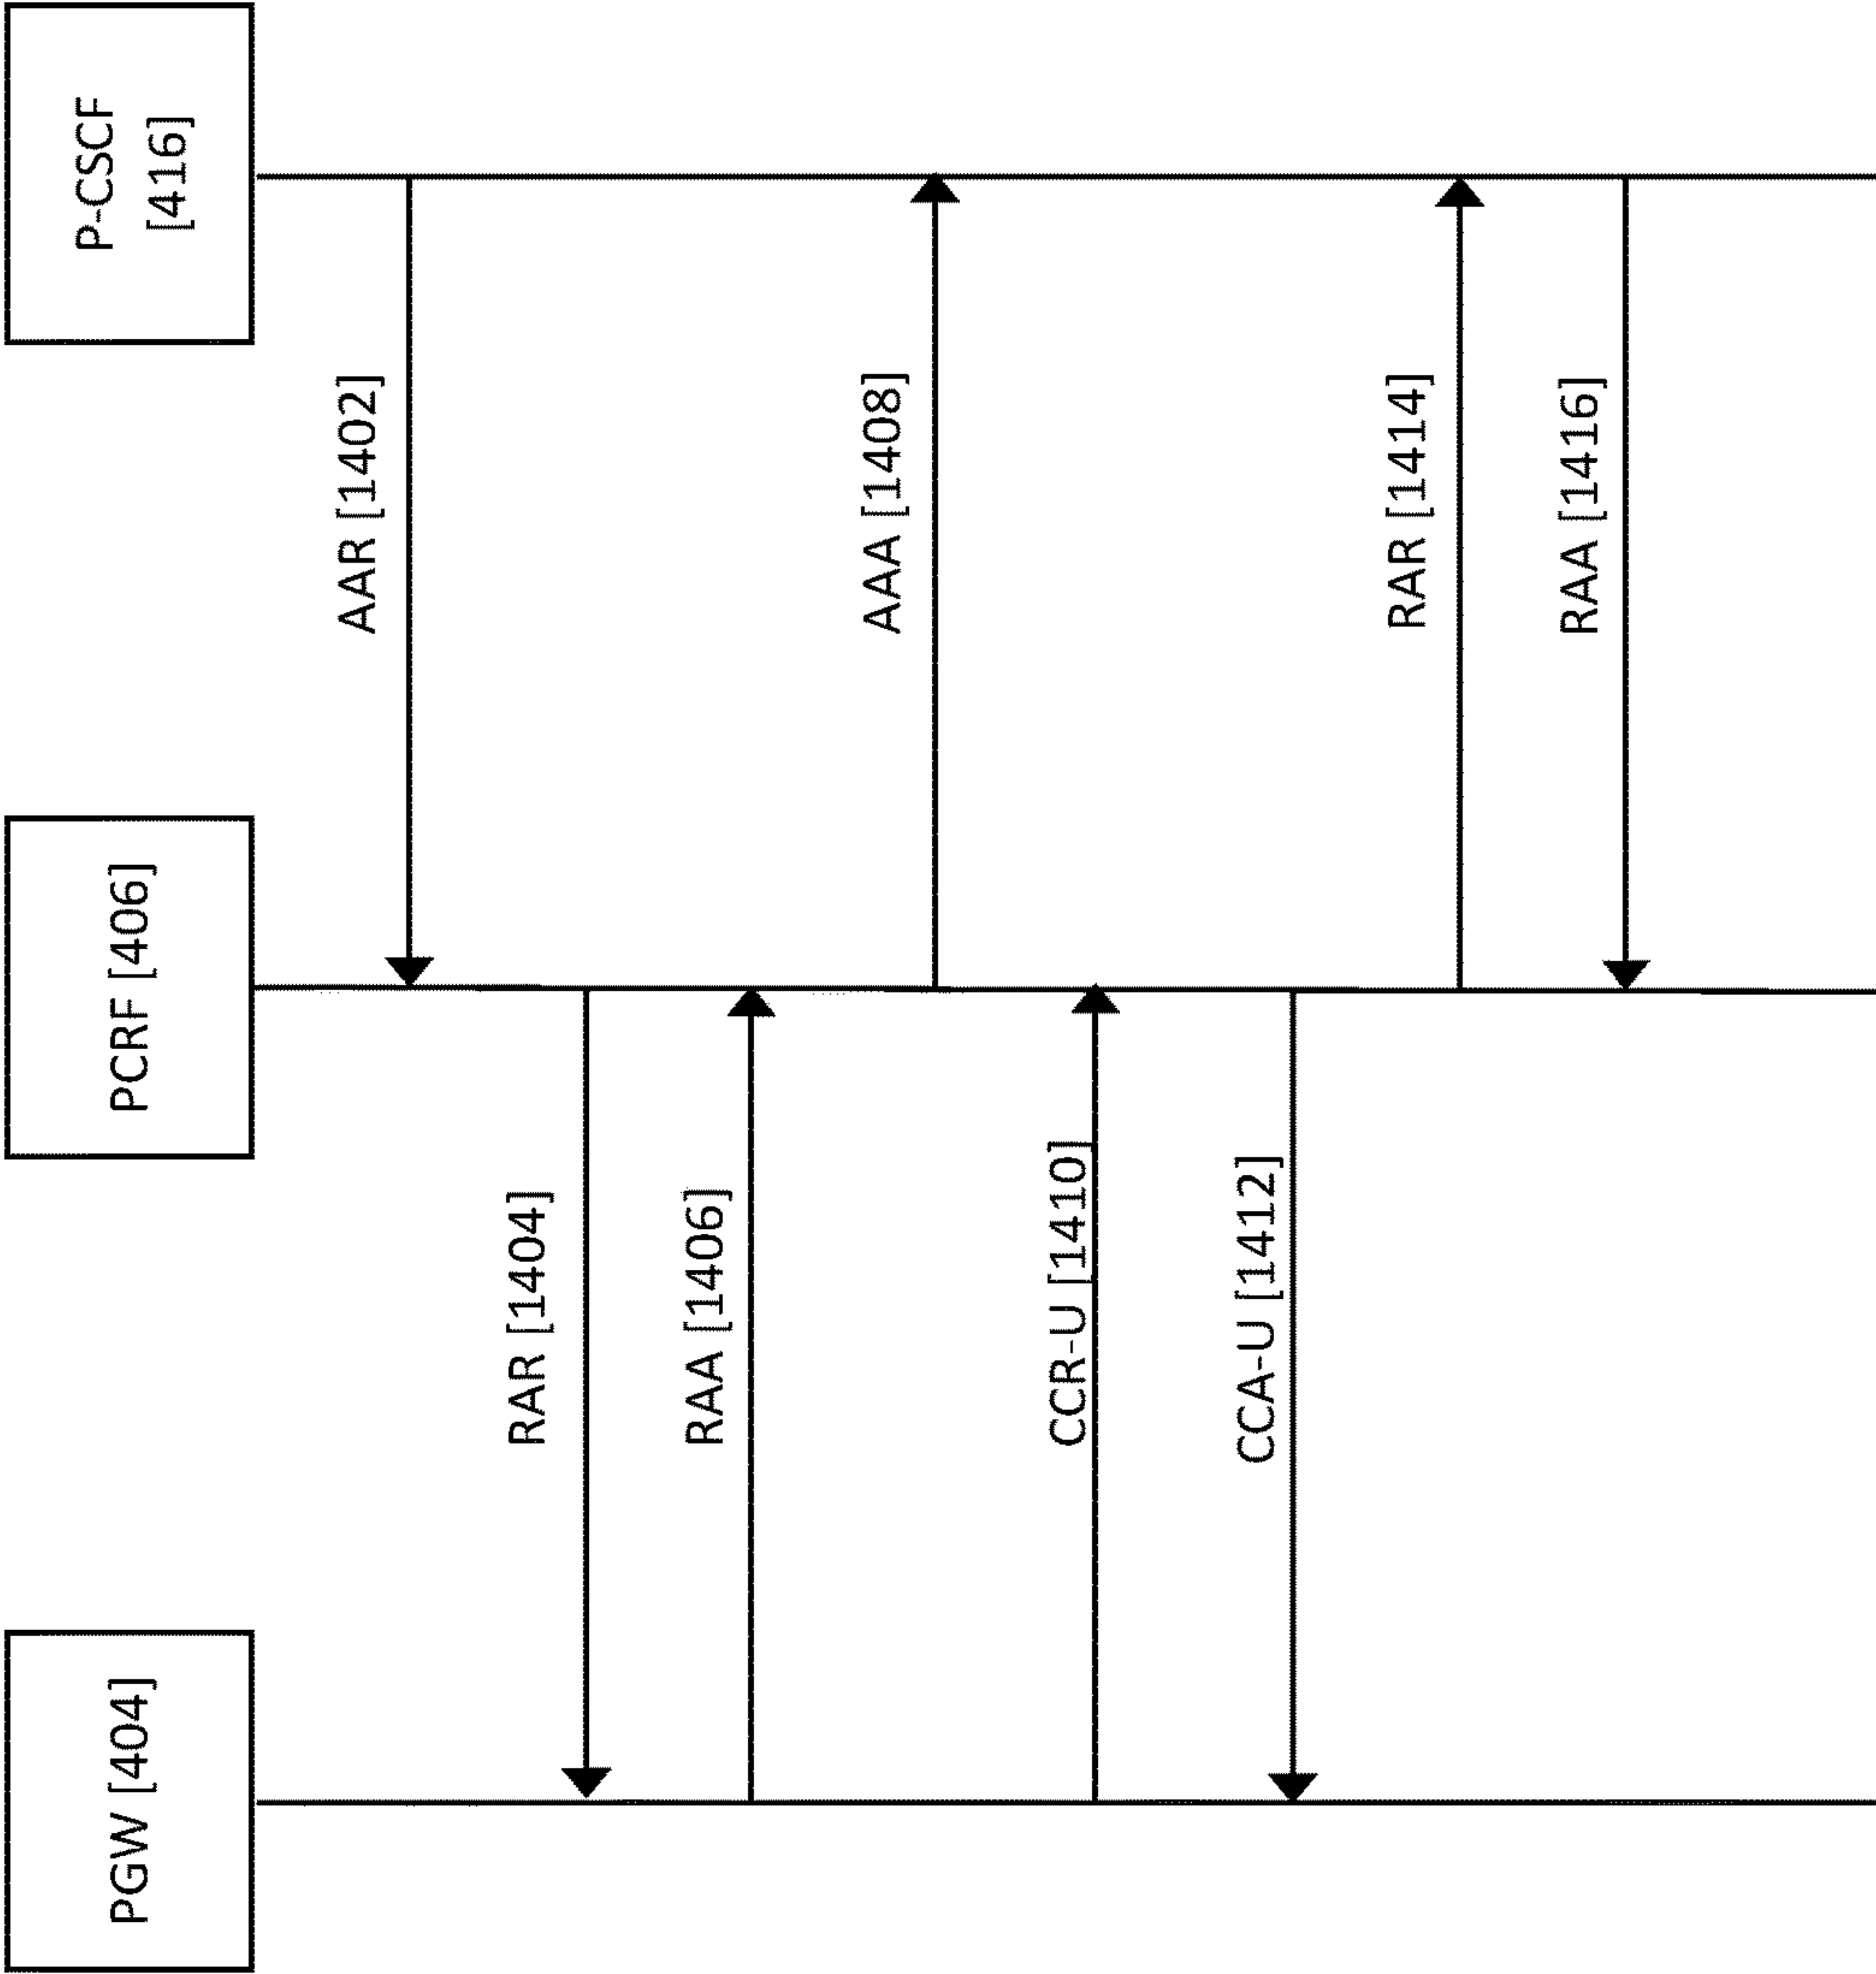 PGW [404]
PCRF [406]
P-CSCF
[416]
AAR [1402]
RAR [1404]
RAA [1406]
AAA [1408]
CCR-U [1410]
CCA-U [1412]
RAR [1414]
RAA [1416]